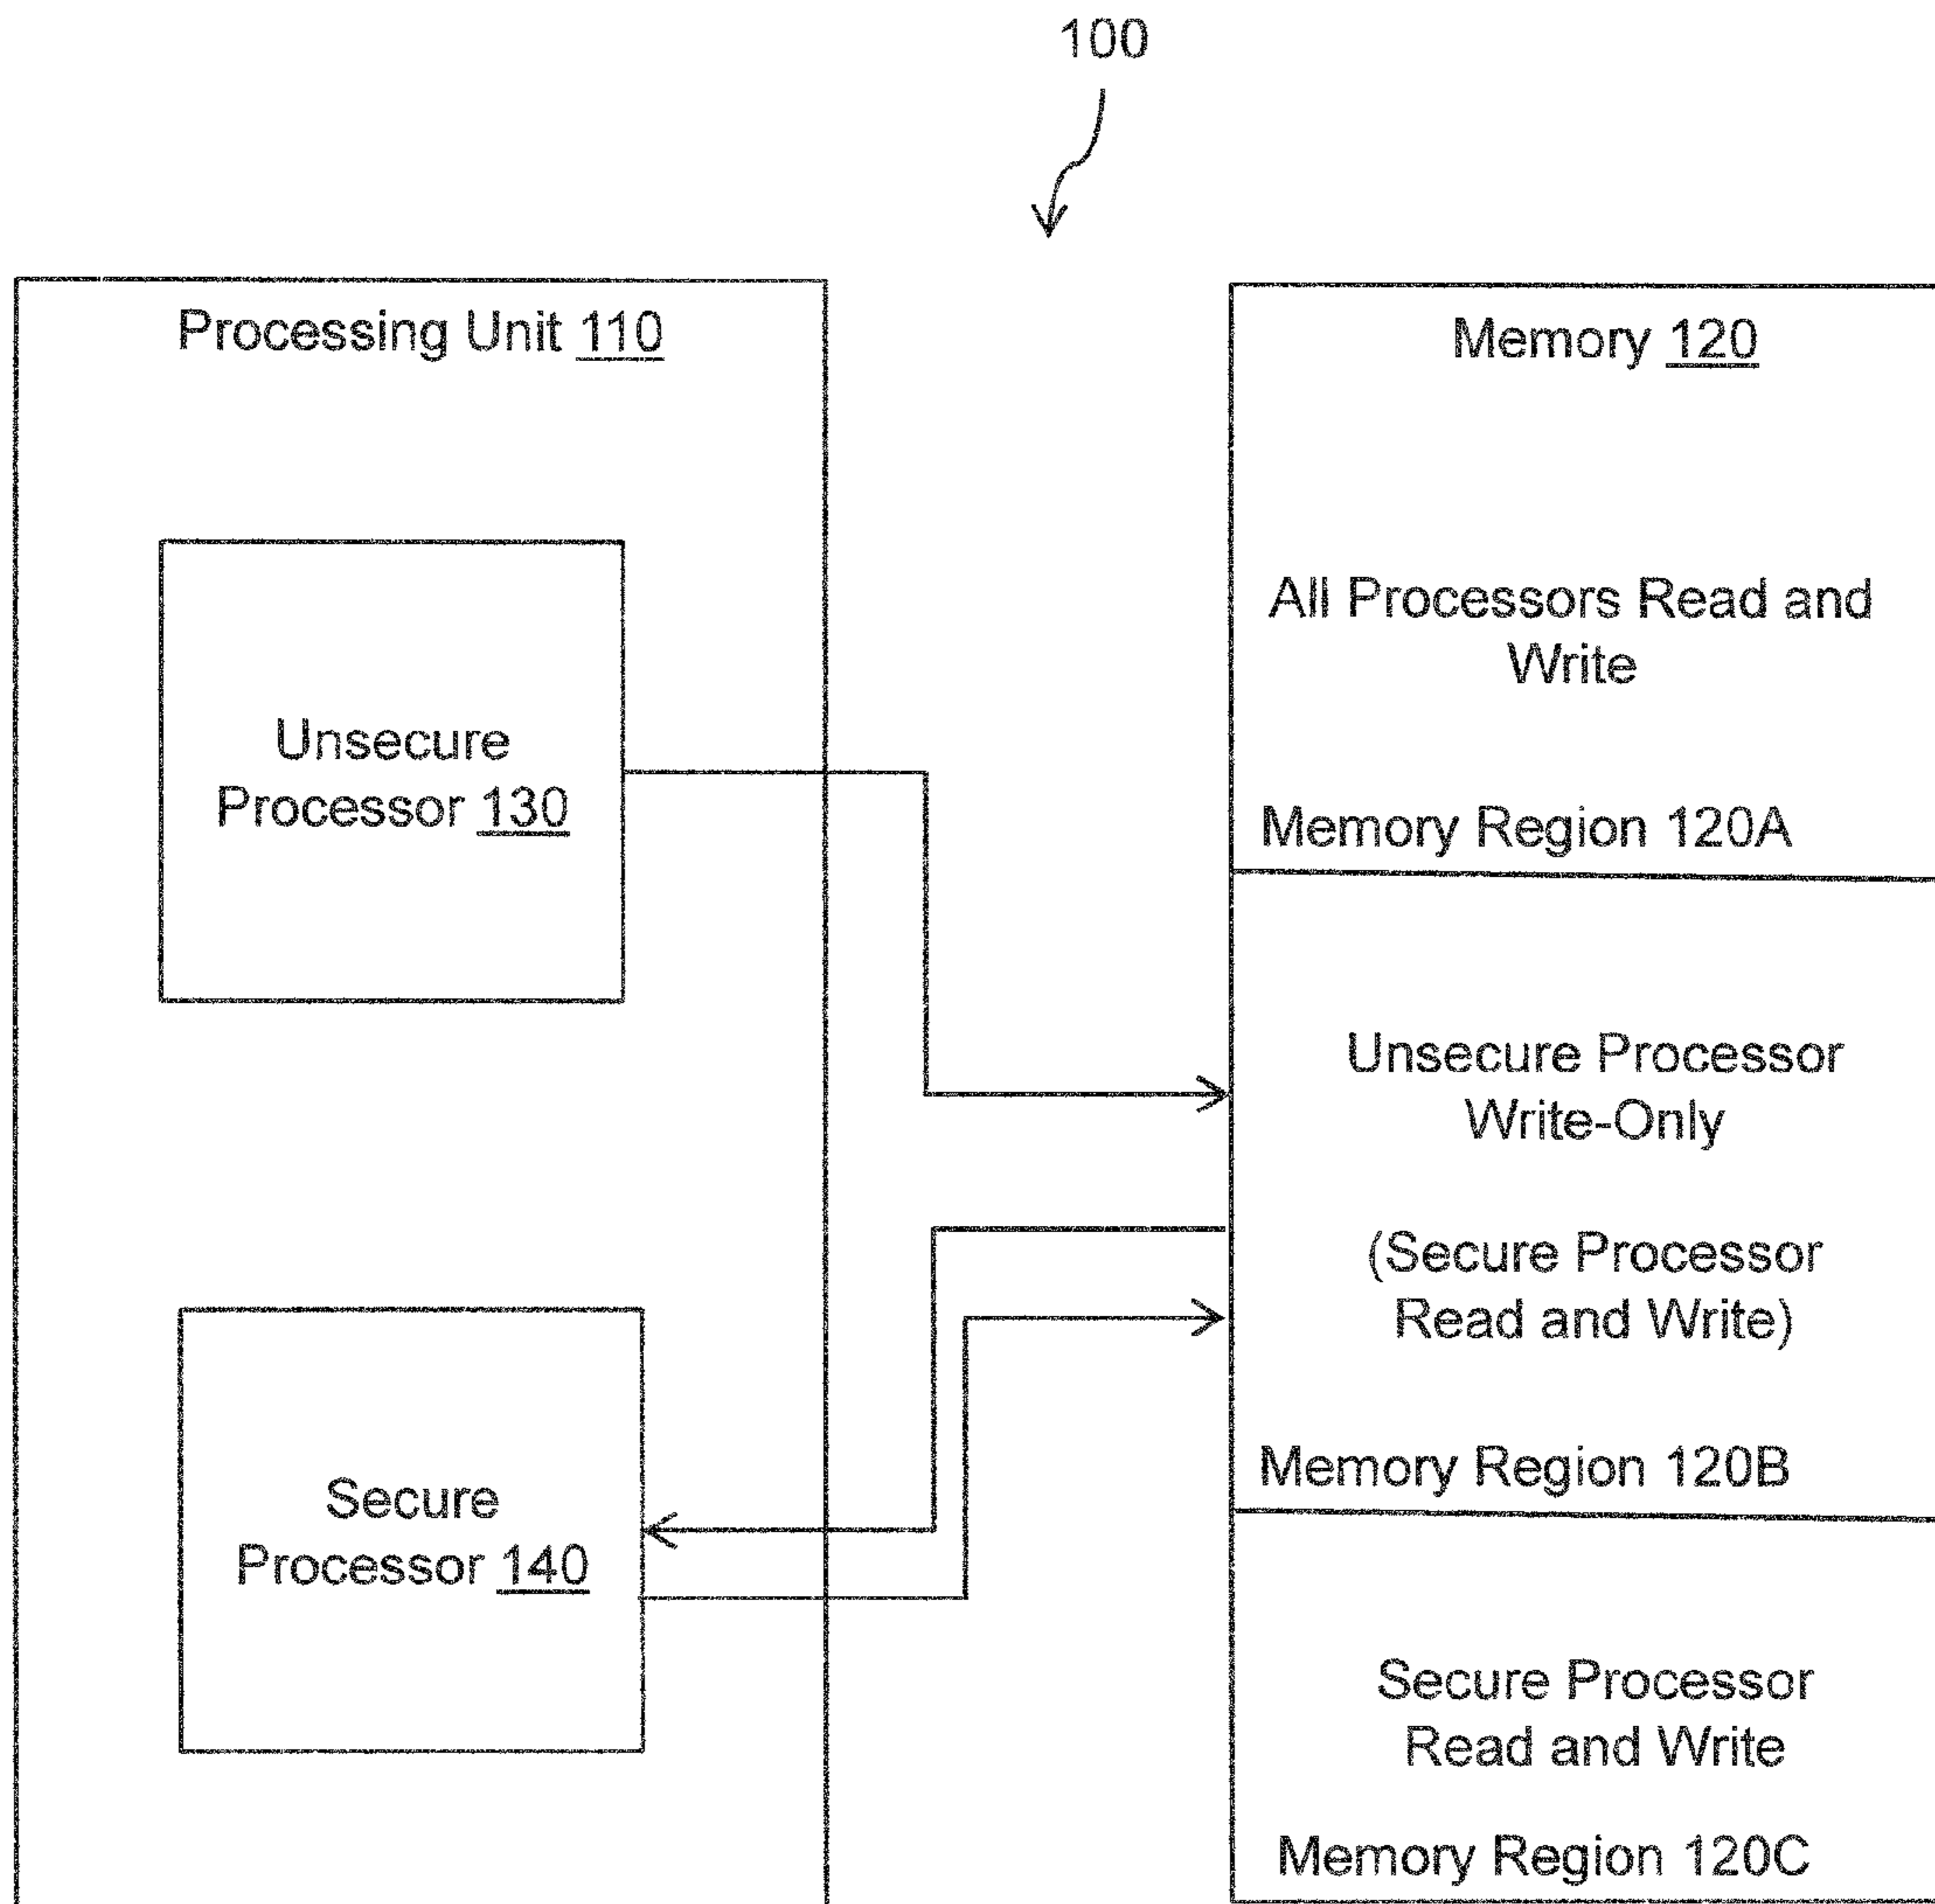 100
Processing Unit 110
Unsecure
Processor 130
Secure
Processor 140
Memory 120
All Processors Read and
Write
Memory Region 120A
Unsecure Processor
Write-Only
(Secure Processor
Read and Write)
Memory Region 120B
Secure Processor
Read and Write
Memory Region 120C